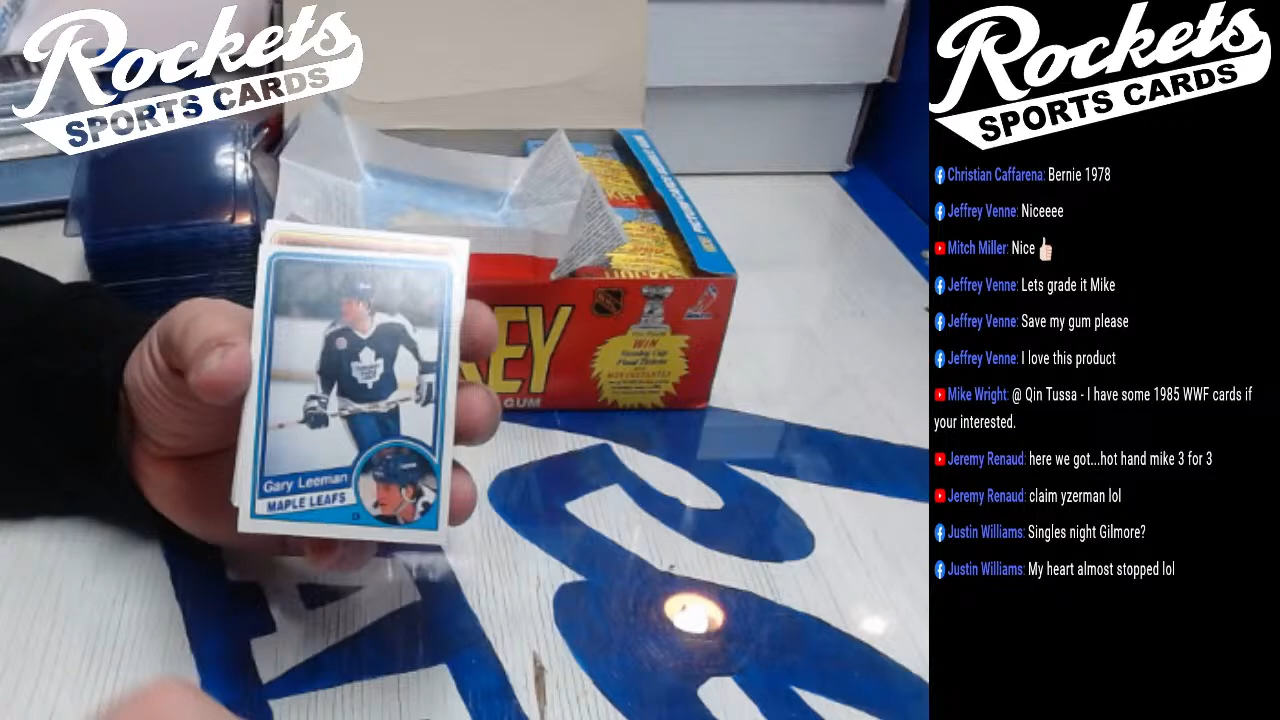 Rockets
SPORTS CARDS
Rockets
SPORTS CARDS
Christian Caffarena: Bernie 1978
Jeffrey Venne: Niceeee
Mitch Miller: Nice 👍🏻
Jeffrey Venne: Lets grade it Mike
Jeffrey Venne: Save my gum please
Jeffrey Venne: I love this product
Mike Wright: @ Qin Tussa - I have some 1985 WWF cards if
your interested.
Jeremy Renaud: here we got...hot hand mike 3 for 3
Jeremy Renaud: claim yzerman lol
Justin Williams: Singles night Gilmore?
Justin Williams: My heart almost stopped lol
Gary Leeman
MAPLE LEAFS
EY
GUM
WIN
Stanley Cup